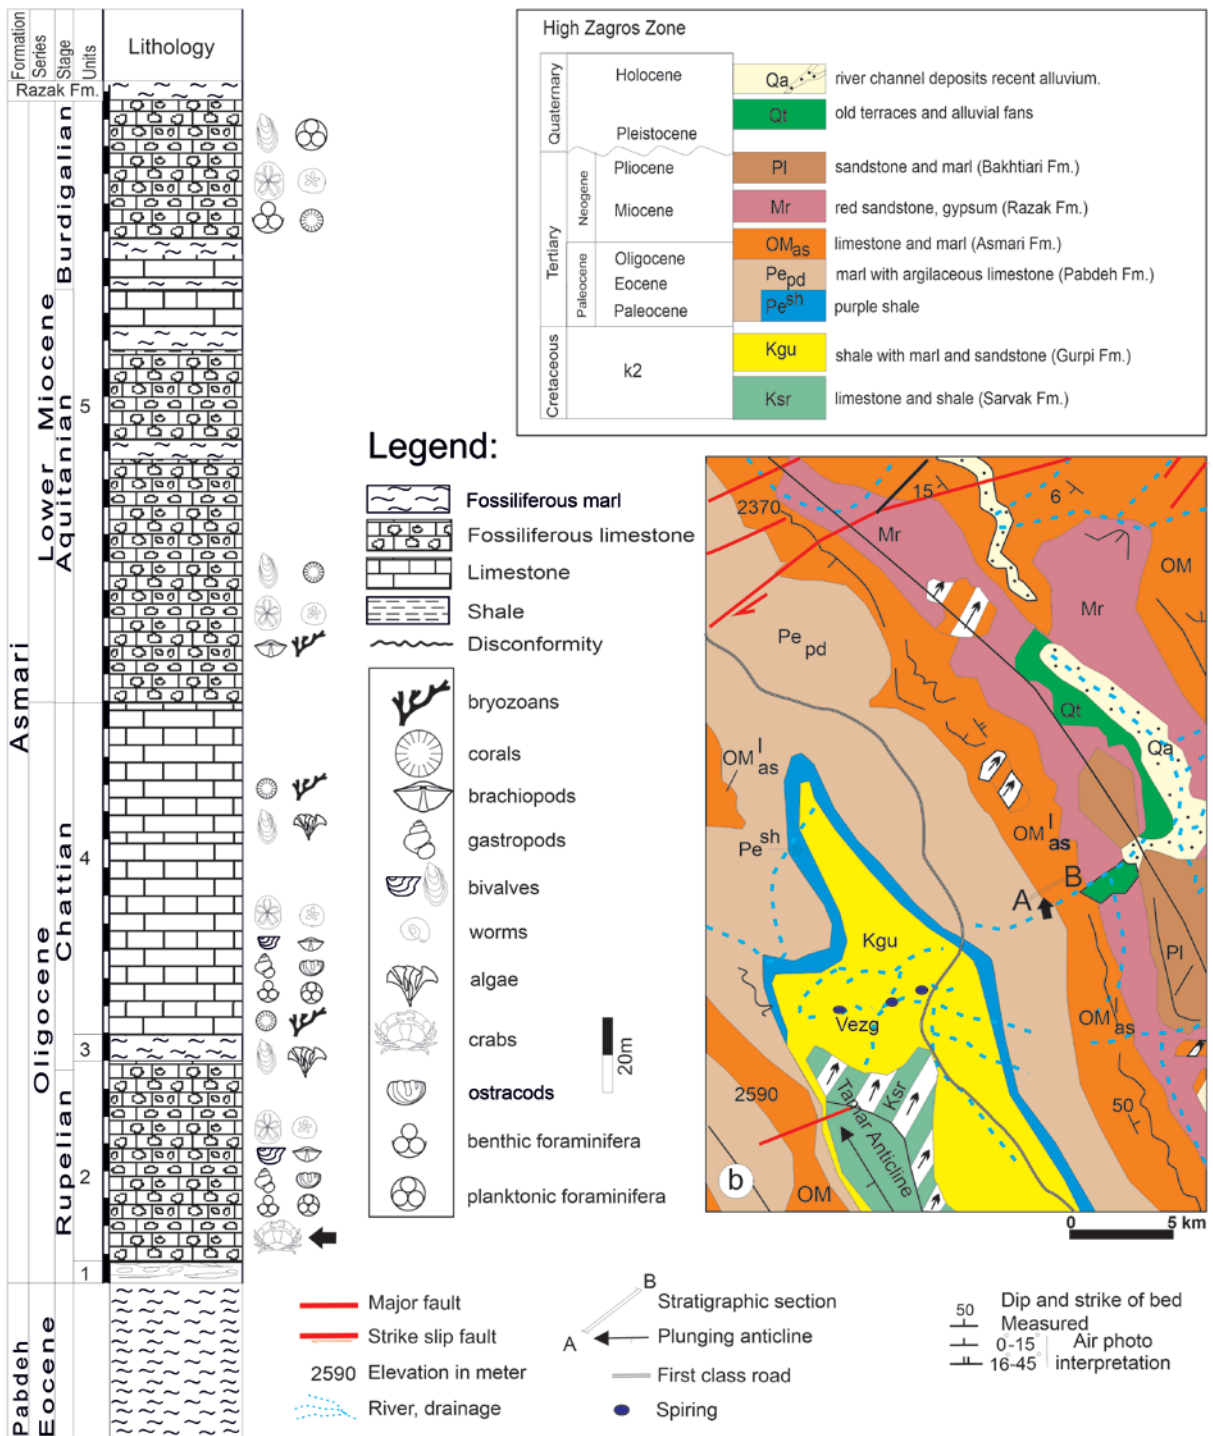 Formation
Series
Stage
Units
Lithology
Razak Fm.
Burdigalian
Lower Miocene
Aquitanian
5
Asmari
Chattian
4
Oligocene
3
Rupelian
2
1
Pabdeh
Eocene
High Zagros Zone
Quaternary
Holocene
Qa
river channel deposits recent alluvium.
Qt
old terraces and alluvial fans
Pleistocene
Tertiary
Neogene
Pliocene
Pl
sandstone and marl (Bakhtiari Fm.)
Miocene
Mr
red sandstone, gypsum (Razak Fm.)
OMas
limestone and marl (Asmari Fm.)
Paleocene
Oligocene
Eocene
Pe pd
marl with argilaceous limestone (Pabdeh Fm.)
Paleocene
Pe sh
purple shale
Cretaceous
k2
Kgu
shale with marl and sandstone (Gurpi Fm.)
Ksr
limestone and shale (Sarvak Fm.)
Legend:
Fossiliferous marl
Fossiliferous limestone
Limestone
Shale
Disconformity
bryozoans
corals
brachiopods
gastropods
bivalves
worms
algae
crabs
ostracods
benthic foraminifera
planktonic foraminifera
20m
2370
15
6
Mr
OM
Mr
Pe pd
Qt
Qa
OM l as
OM l as
Pe sh
A
B
Kgu
Pl
Vezg
OM l as
2590
Ksr
Tamar Anticline
50
OM
b
0
5 km
Major fault
Strike slip fault
2590
Elevation in meter
River, drainage
B
A
Stratigraphic section
Plunging anticline
First class road
Spiring
50
Dip and strike of bed
Measured
0-15°
16-45°
Air photo
interpretation